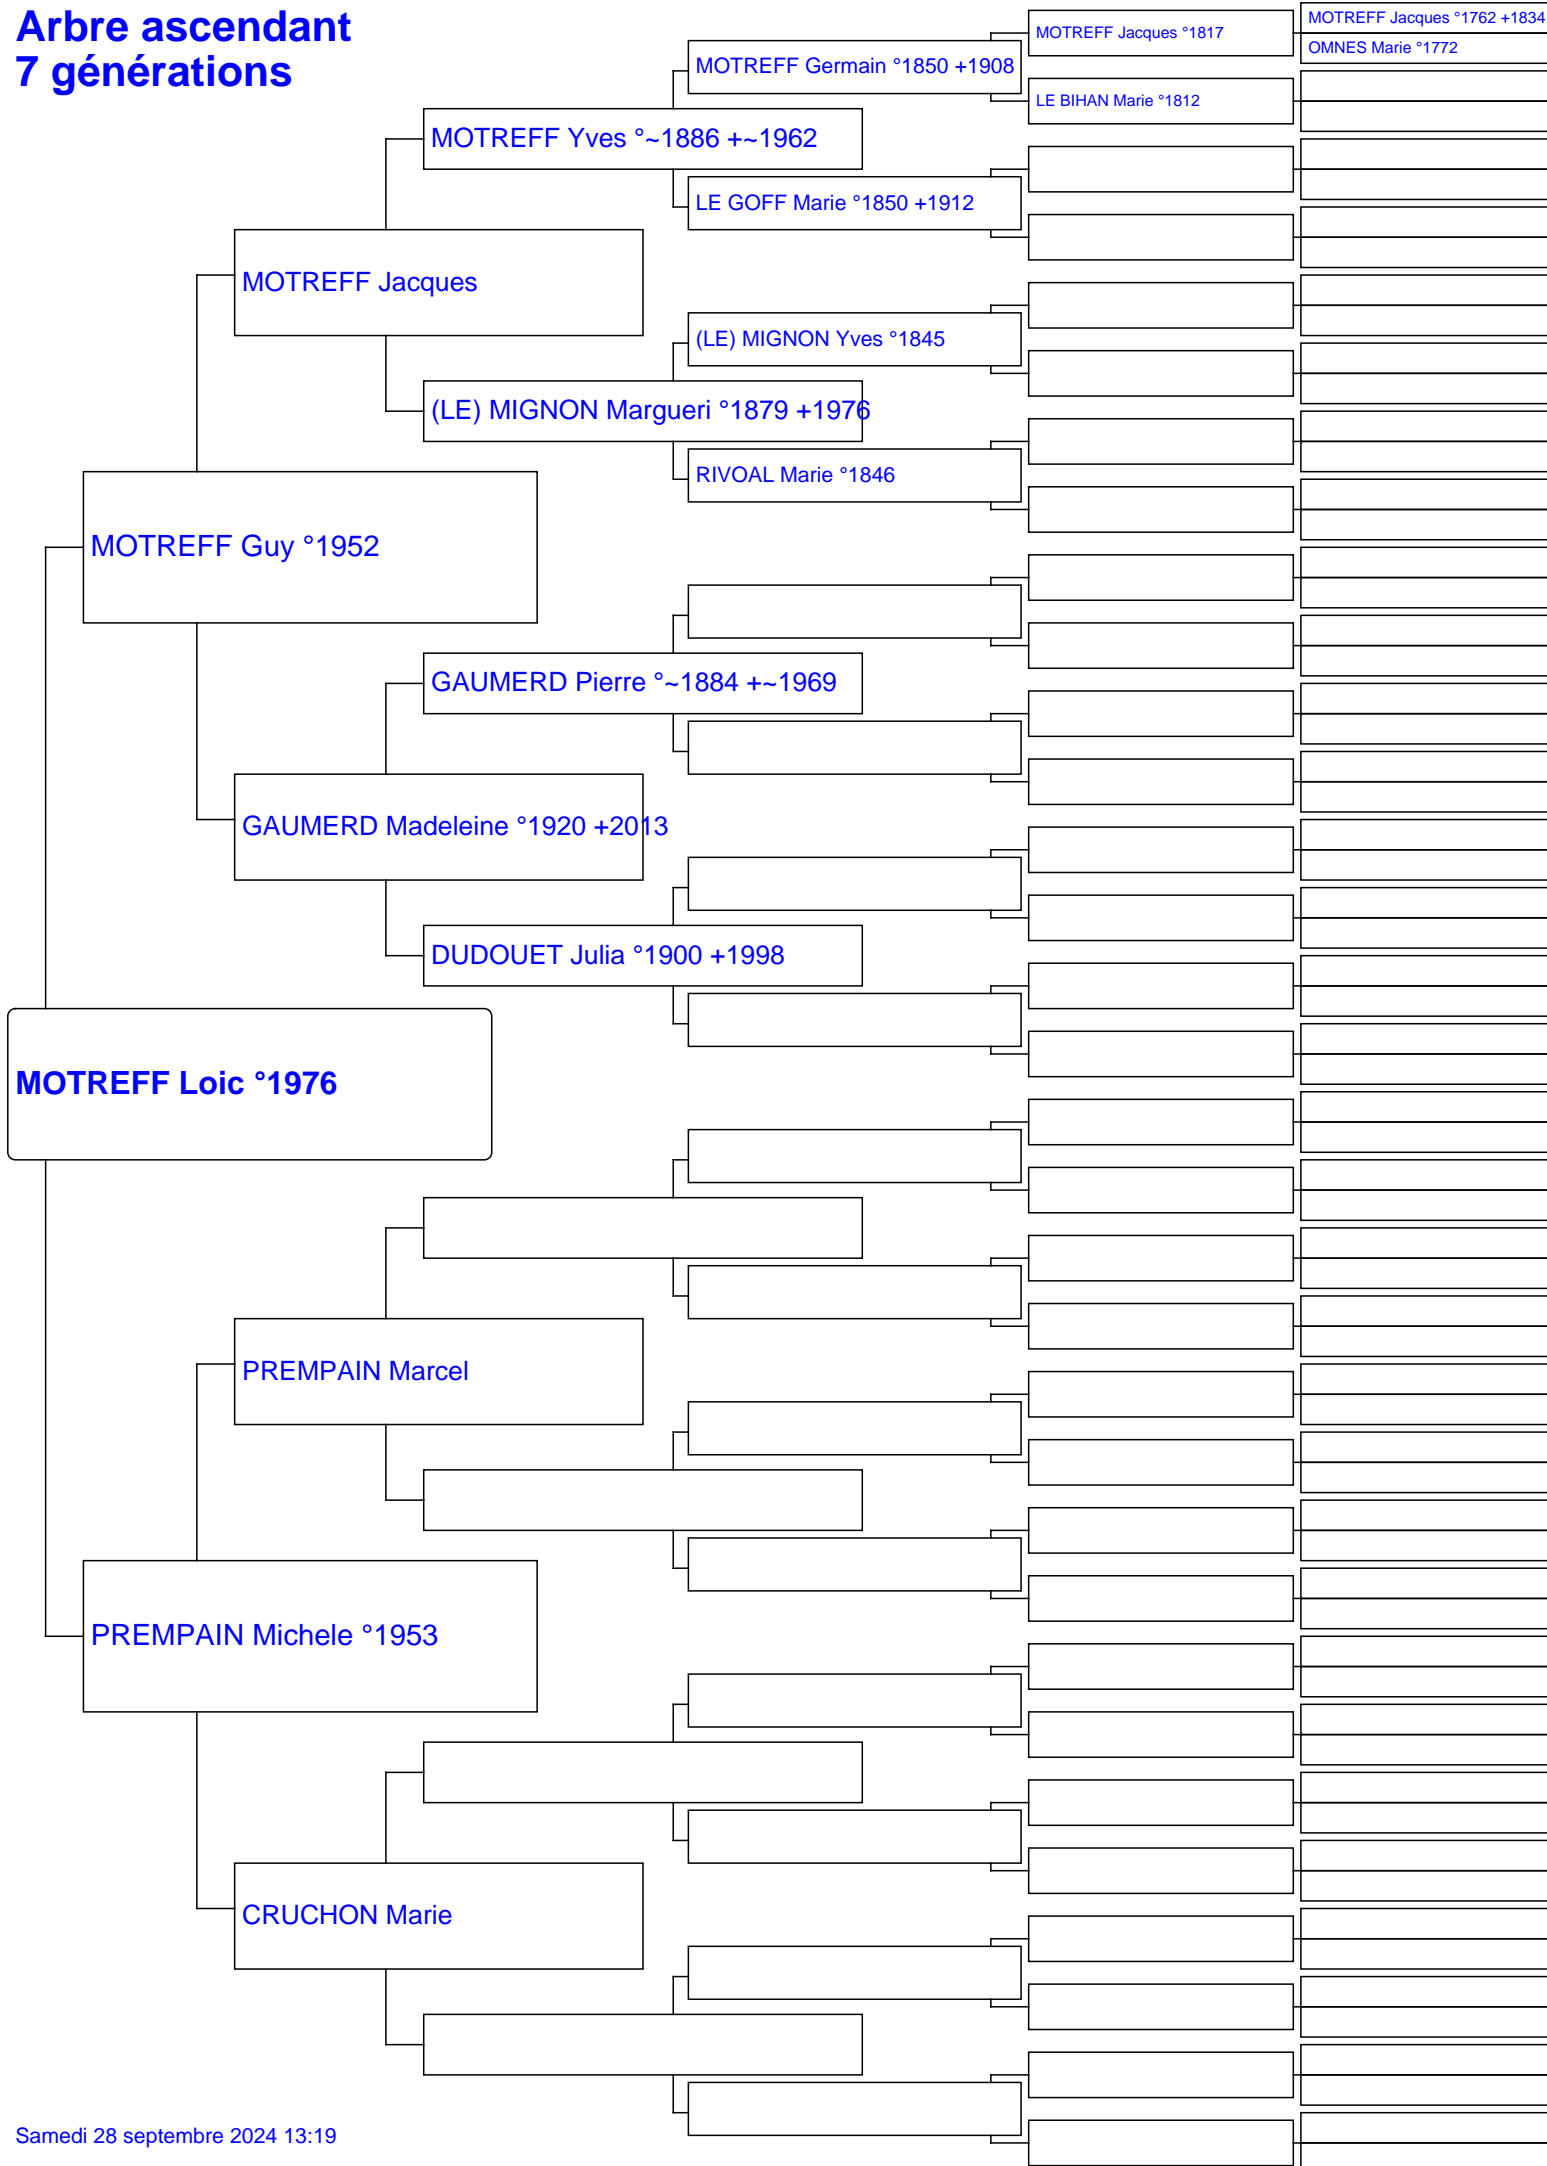 Arbre ascendant
7 générations
MOTREFF Jacques °1762 +1834
OMNES Marie °1772
MOTREFF Jacques °1817
MOTREFF Germain °1850 +1908
LE BIHAN Marie °1812
MOTREFF Yves °~1886 +~1962
LE GOFF Marie °1850 +1912
MOTREFF Jacques
(LE) MIGNON Yves °1845
(LE) MIGNON Margueri °1879 +1976
RIVOAL Marie °1846
MOTREFF Guy °1952
GAUMERD Pierre °~1884 +~1969
GAUMERD Madeleine °1920 +2013
DUDOUET Julia °1900 +1998
MOTREFF Loic °1976
PREMPAIN Marcel
PREMPAIN Michele °1953
CRUCHON Marie
Samedi 28 septembre 2024 13:19